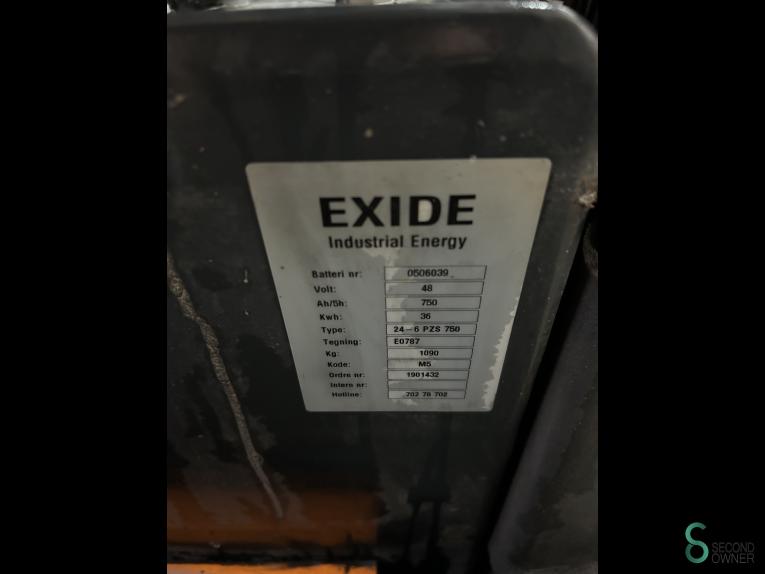 EXIDE
Industrial Energy
Batteri nr: 0506039
Volt: 48
Ah/5h: 750
Kwh: 36
Type: 24-6 PZS 750
Tegning: E0787
Kg: 1090
Kode: M5
Ordre nr: 1901432
Intern nr:
Hotline: 702 78 702
SECOND
OWNER